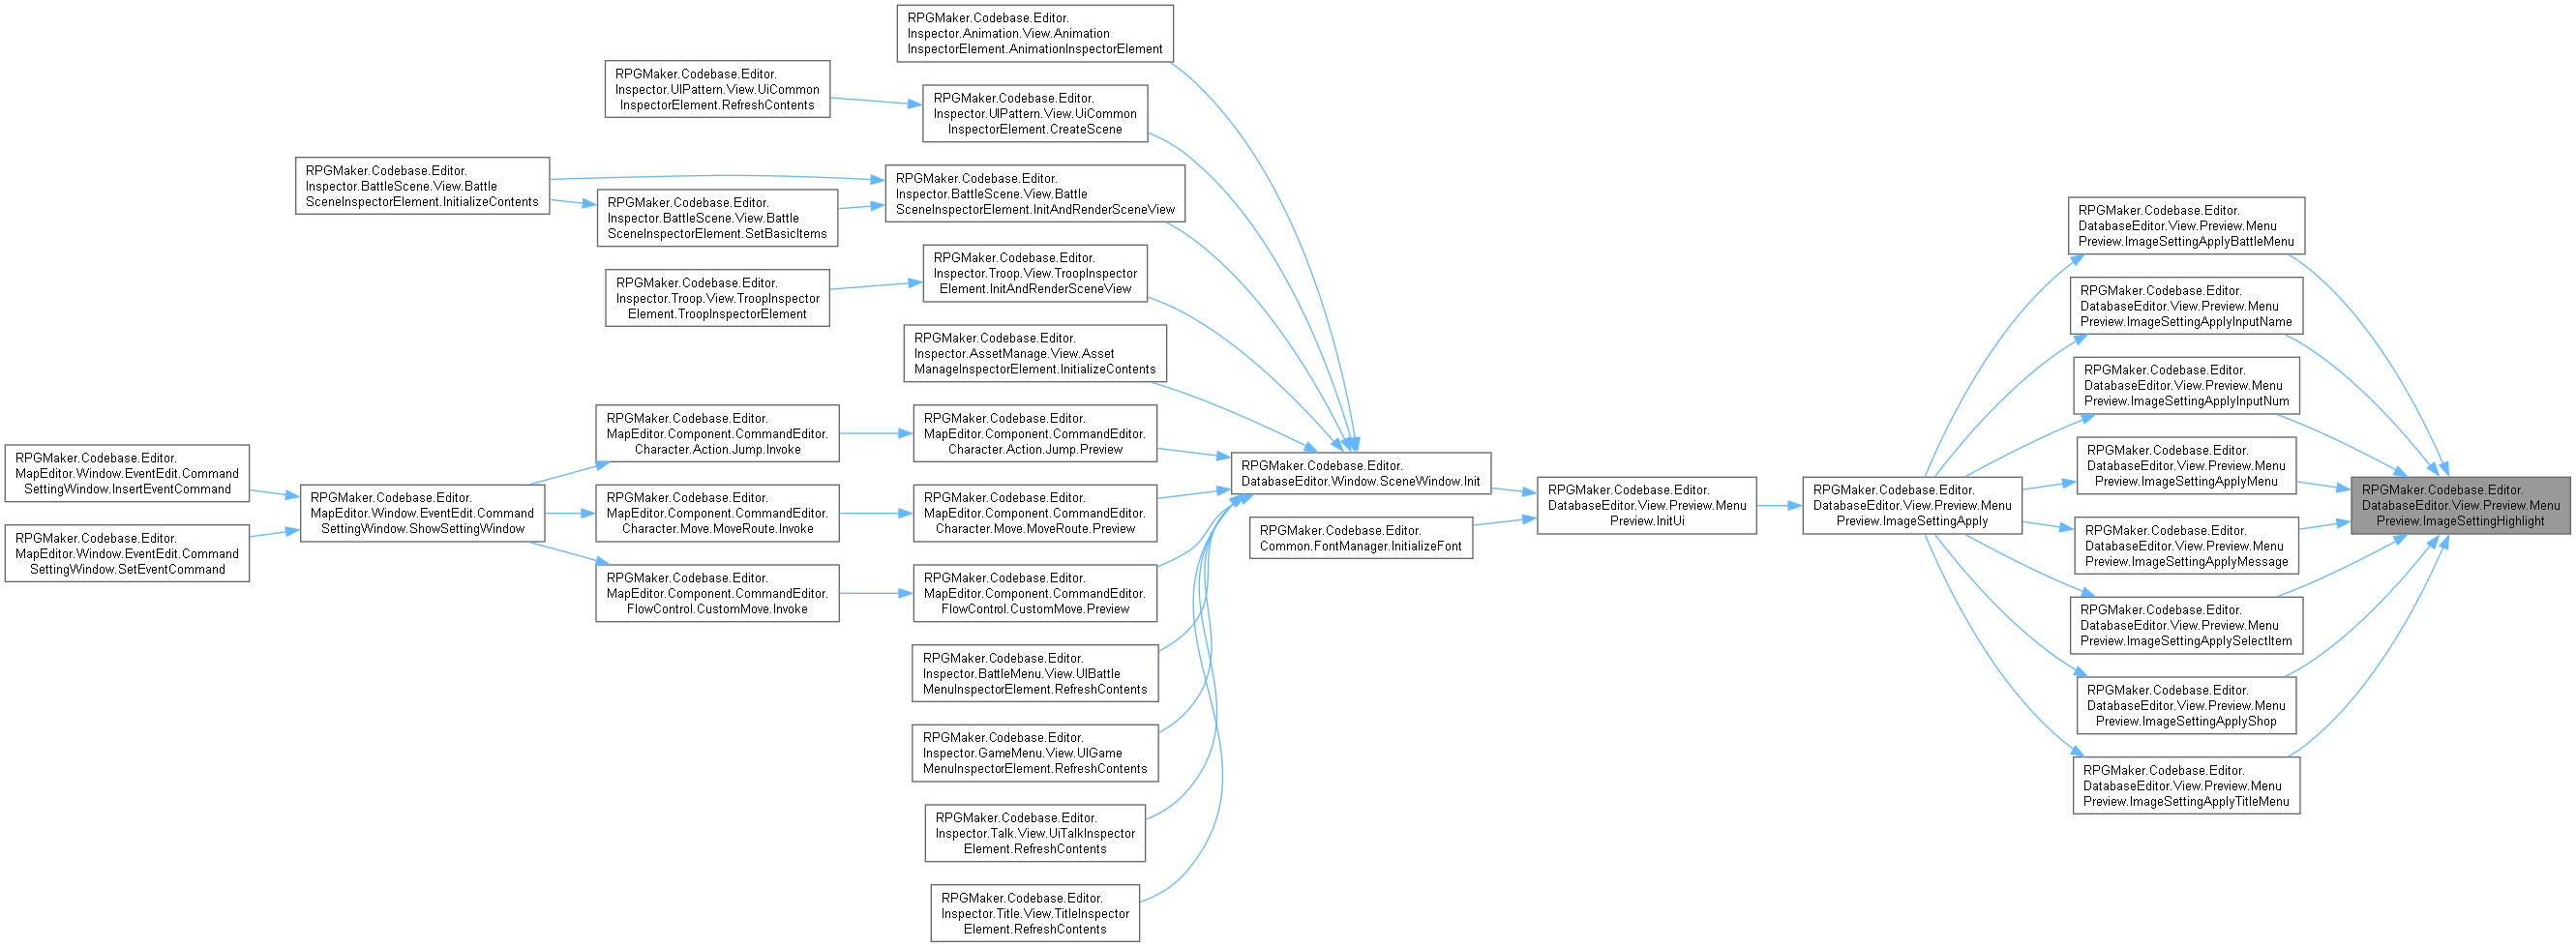 RPGMaker.Codebase.Editor.
Inspector.Animation.View.Animation
InspectorElement.AnimationInspectorElement
RPGMaker.Codebase.Editor.
Inspector.UIPattern.View.UiCommon
InspectorElement.RefreshContents
RPGMaker.Codebase.Editor.
Inspector.UIPattern.View.UiCommon
InspectorElement.CreateScene
RPGMaker.Codebase.Editor.
Inspector.BattleScene.View.Battle
SceneInspectorElement.InitializeContents
RPGMaker.Codebase.Editor.
Inspector.BattleScene.View.Battle
SceneInspectorElement.SetBasicItems
RPGMaker.Codebase.Editor.
Inspector.BattleScene.View.Battle
SceneInspectorElement.InitAndRenderSceneView
RPGMaker.Codebase.Editor.
Inspector.Troop.View.TroopInspector
Element.TroopInspectorElement
RPGMaker.Codebase.Editor.
Inspector.Troop.View.TroopInspector
Element.InitAndRenderSceneView
RPGMaker.Codebase.Editor.
Inspector.AssetManage.View.Asset
ManageInspectorElement.InitializeContents
RPGMaker.Codebase.Editor.
MapEditor.Window.EventEdit.Command
SettingWindow.InsertEventCommand
RPGMaker.Codebase.Editor.
MapEditor.Window.EventEdit.Command
SettingWindow.SetEventCommand
RPGMaker.Codebase.Editor.
MapEditor.Window.EventEdit.Command
SettingWindow.ShowSettingWindow
RPGMaker.Codebase.Editor.
MapEditor.Component.CommandEditor.
Character.Action.Jump.Invoke
RPGMaker.Codebase.Editor.
MapEditor.Component.CommandEditor.
Character.Move.MoveRoute.Invoke
RPGMaker.Codebase.Editor.
MapEditor.Component.CommandEditor.
FlowControl.CustomMove.Invoke
RPGMaker.Codebase.Editor.
MapEditor.Component.CommandEditor.
Character.Action.Jump.Preview
RPGMaker.Codebase.Editor.
MapEditor.Component.CommandEditor.
Character.Move.MoveRoute.Preview
RPGMaker.Codebase.Editor.
MapEditor.Component.CommandEditor.
FlowControl.CustomMove.Preview
RPGMaker.Codebase.Editor.
Inspector.BattleMenu.View.UIBattle
MenuInspectorElement.RefreshContents
RPGMaker.Codebase.Editor.
Inspector.GameMenu.View.UIGame
MenuInspectorElement.RefreshContents
RPGMaker.Codebase.Editor.
Inspector.Talk.View.UiTalkInspector
Element.RefreshContents
RPGMaker.Codebase.Editor.
Inspector.Title.View.TitleInspector
Element.RefreshContents
RPGMaker.Codebase.Editor.
DatabaseEditor.Window.SceneWindow.Init
RPGMaker.Codebase.Editor.
Common.FontManager.InitializeFont
RPGMaker.Codebase.Editor.
DatabaseEditor.View.Preview.Menu
Preview.InitUi
RPGMaker.Codebase.Editor.
DatabaseEditor.View.Preview.Menu
Preview.ImageSettingApply
RPGMaker.Codebase.Editor.
DatabaseEditor.View.Preview.Menu
Preview.ImageSettingApplyBattleMenu
RPGMaker.Codebase.Editor.
DatabaseEditor.View.Preview.Menu
Preview.ImageSettingApplyInputName
RPGMaker.Codebase.Editor.
DatabaseEditor.View.Preview.Menu
Preview.ImageSettingApplyInputNum
RPGMaker.Codebase.Editor.
DatabaseEditor.View.Preview.Menu
Preview.ImageSettingApplyMenu
RPGMaker.Codebase.Editor.
DatabaseEditor.View.Preview.Menu
Preview.ImageSettingApplyMessage
RPGMaker.Codebase.Editor.
DatabaseEditor.View.Preview.Menu
Preview.ImageSettingApplySelectItem
RPGMaker.Codebase.Editor.
DatabaseEditor.View.Preview.Menu
Preview.ImageSettingApplyShop
RPGMaker.Codebase.Editor.
DatabaseEditor.View.Preview.Menu
Preview.ImageSettingApplyTitleMenu
RPGMaker.Codebase.Editor.
DatabaseEditor.View.Preview.Menu
Preview.ImageSettingHighlight